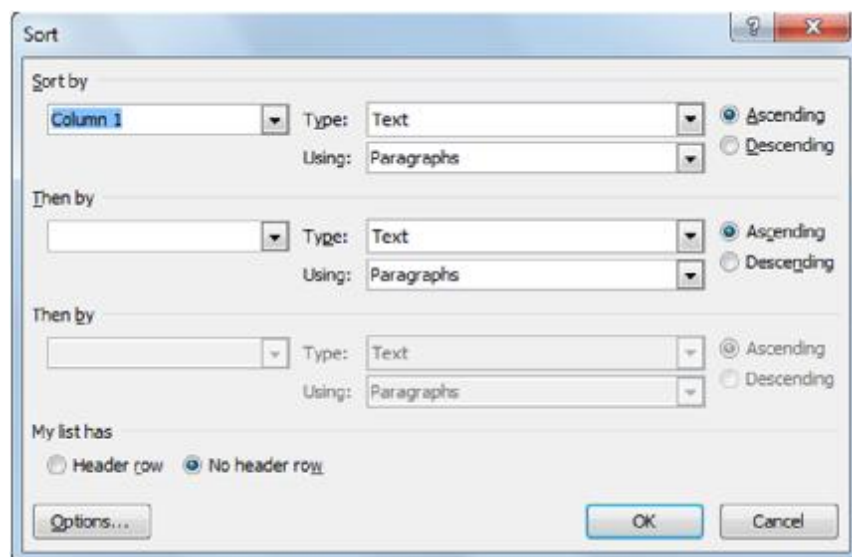 Sort
Sort by
Column 1 Type: Text Ascending
Using: Paragraphs Descending
Then by
Type: Text Ascending
Using: Paragraphs Descending
Then by
Type: Text Ascending
Using: Paragraphs Descending
My list has
Header row No header row
Options... OK Cancel